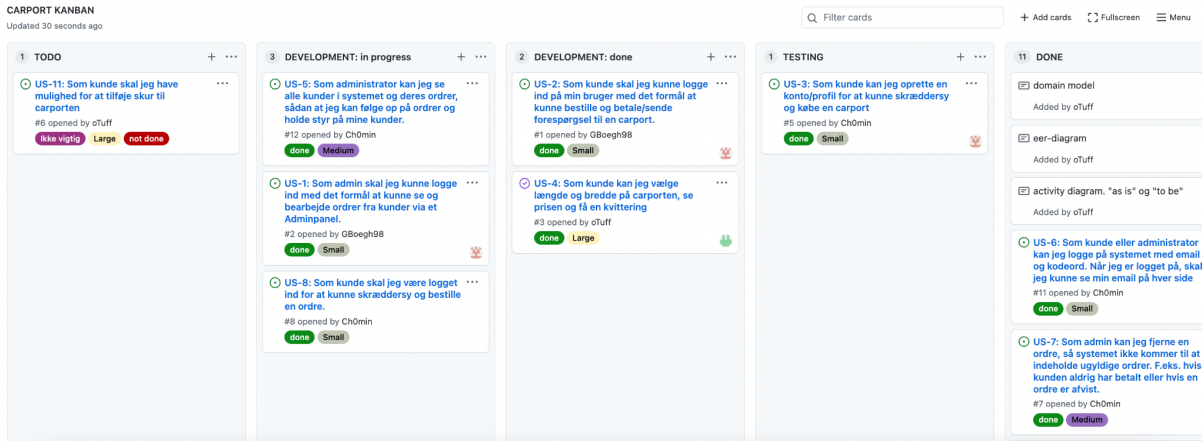 CARPORT KANBAN
Updated 30 seconds ago
Filter cards
+ Add cards
Fullscreen
Menu
1 TODO
US-11: Som kunde skal jeg have
mulighed for at tilføje skur til
carporten
#6 opened by oTuff
Ikke vigtig Large not done
3 DEVELOPMENT: in progress
US-5: Som administrator kan jeg se
alle kunder i systemet og deres ordrer,
sådan at jeg kan følge op på ordrer og
holde styr på mine kunder.
#12 opened by Ch0min
done Medium
US-1: Som admin skal jeg kunne logge
ind med det formål at kunne se og
bearbejde ordrer fra kunder via et
Adminpanel.
#2 opened by GBoegh98
done Small
US-8: Som kunde skal jeg være logget
ind for at kunne skræddersy og bestille
en ordre.
#8 opened by Ch0min
done Small
2 DEVELOPMENT: done
US-2: Som kunde skal jeg kunne logge
ind på min bruger med det formål at
kunne bestille og betale/sende
forespørgsel til en carport.
#1 opened by GBoegh98
done Small
US-4: Som kunde kan jeg vælge
længde og bredde på carporten, se
prisen og få en kvittering
#3 opened by oTuff
done Large
1 TESTING
US-3: Som kunde kan jeg oprette en
konto/profil for at kunne skræddersy
og købe en carport
#5 opened by Ch0min
done Small
11 DONE
domain model
Added by oTuff
eer-diagram
Added by oTuff
activity diagram. "as is" og "to be"
Added by oTuff
US-6: Som kunde eller administrator
kan jeg logge på systemet med email
og kodeord. Når jeg er logget på, skal
jeg kunne se min email på hver side
#11 opened by Ch0min
done Small
US-7: Som admin kan jeg fjerne en
ordre, så systemet ikke kommer til at
indeholde ugyldige ordrer. F.eks. hvis
kunden aldrig har betalt eller hvis en
ordre er afvist.
#7 opened by Ch0min
done Medium